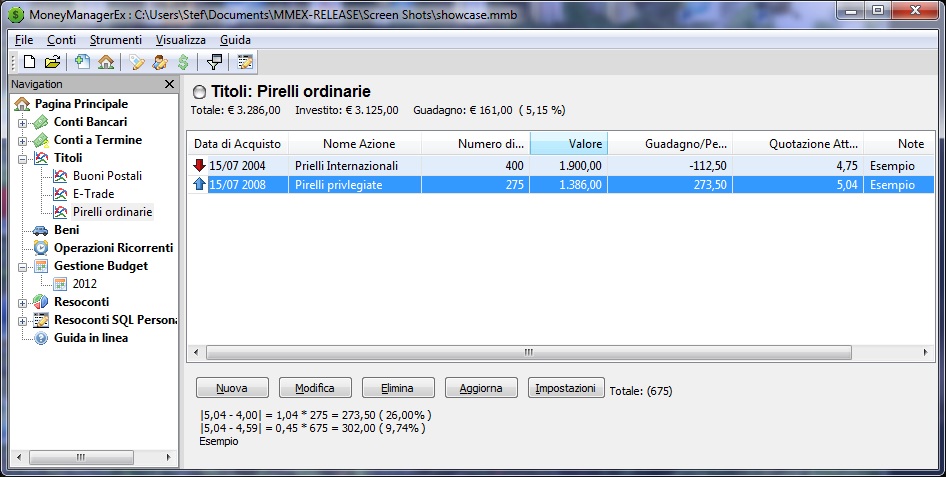 MoneyManagerEx : C:\Users\Stef\Documents\MMEX-RELEASE\Screen Shots\showcase.mmb
File Conti Strumenti Visualizza Guida
Navigation
Pagina Principale
Conti Bancari
Conti a Termine
Titoli
Buoni Postali
E-Trade
Pirelli ordinarie
Beni
Operazioni Ricorrenti
Gestione Budget
2012
Resoconti
Resoconti SQL Persona
Guida in linea
Titoli: Pirelli ordinarie
Totale: € 3.286,00 Investito: € 3.125,00 Guadagno: € 161,00 ( 5,15 %)
Data di Acquisto Nome Azione Numero di... Valore Guadagno/Pe... Quotazione Att... Note
15/07 2004 Prielli Internazionali 400 1.900,00 -112,50 4,75 Esempio
15/07 2008 Pirelli privlegiate 275 1.386,00 273,50 5,04 Esempio
Nuova Modifica Elimina Aggiorna Impostazioni Totale: (675)
|5,04 - 4,00| = 1,04 * 275 = 273,50 ( 26,00% )
|5,04 - 4,59| = 0,45 * 675 = 302,00 ( 9,74% )
Esempio